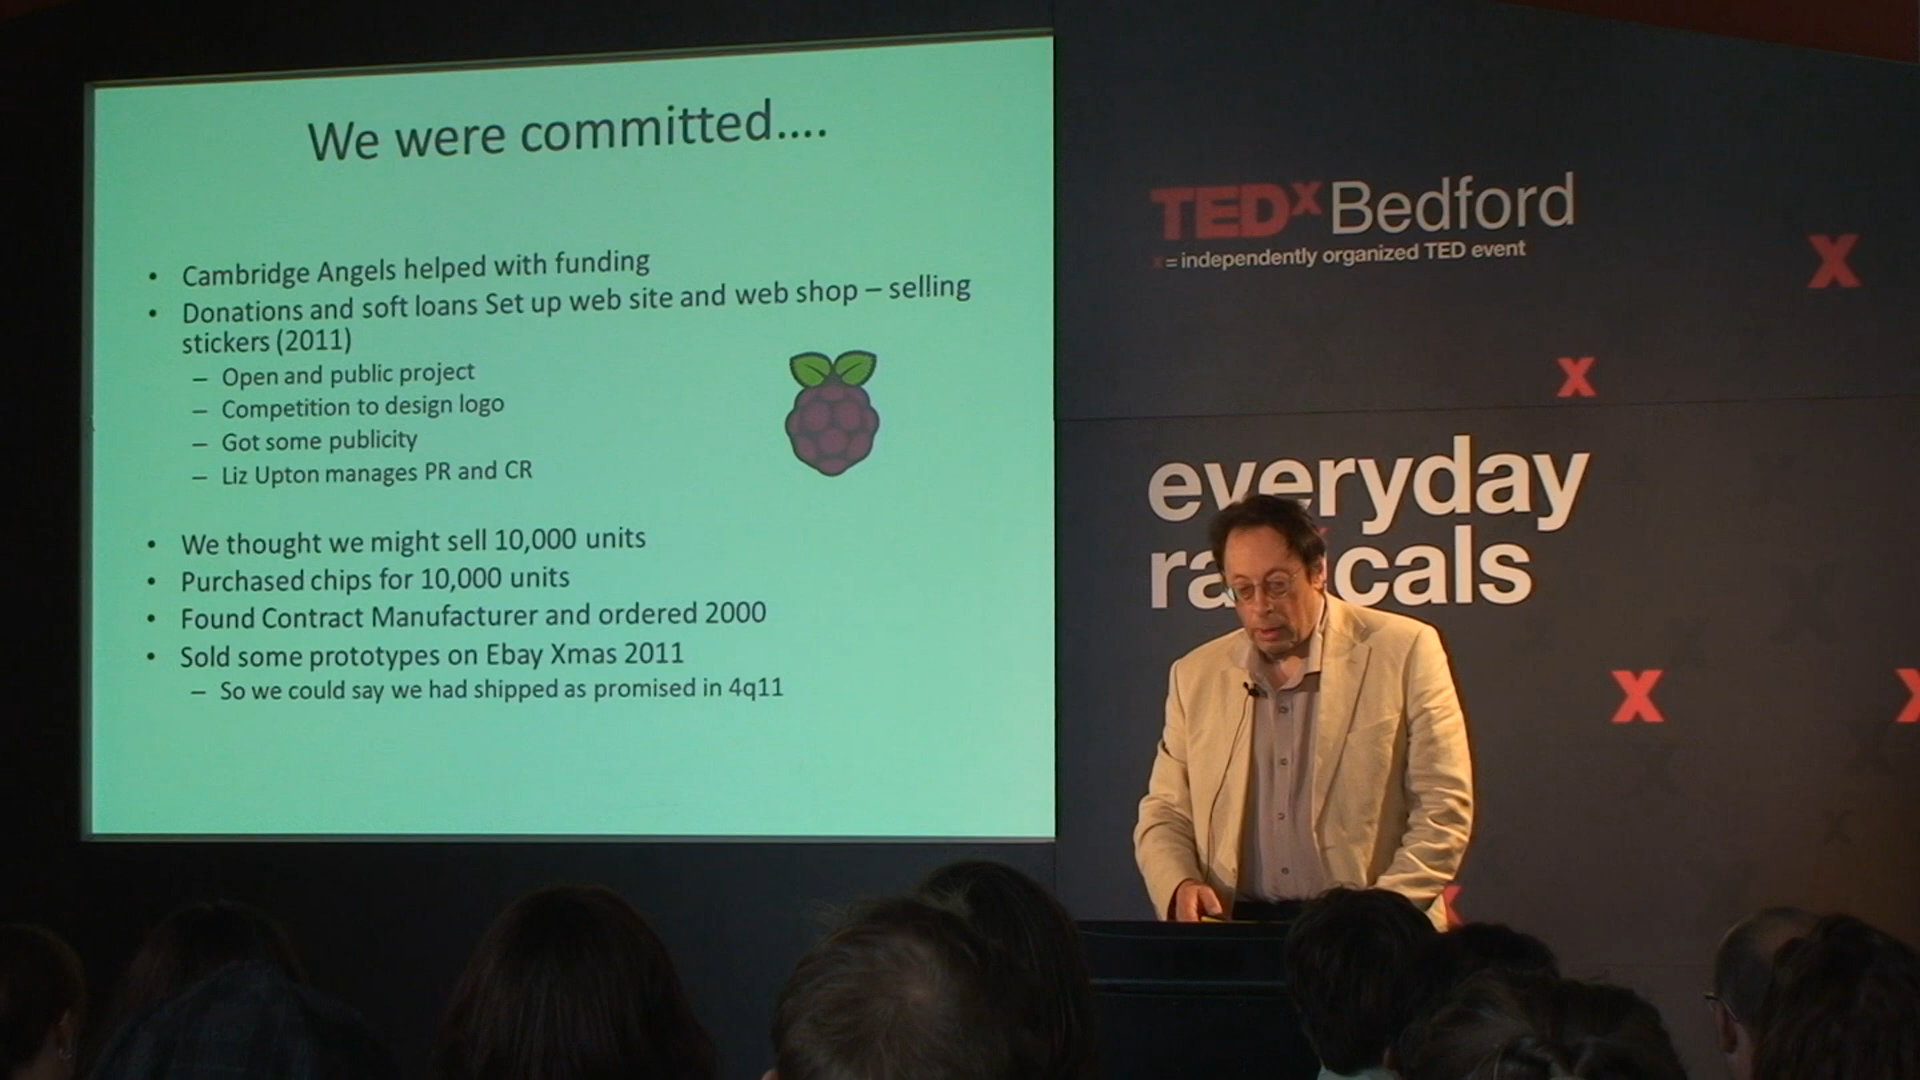 We were committed....
• Cambridge Angels helped with funding
• Donations and soft loans Set up web site and web shop – selling
stickers (2011)
– Open and public project
– Competition to design logo
– Got some publicity
– Liz Upton manages PR and CR
• We thought we might sell 10,000 units
• Purchased chips for 10,000 units
• Found Contract Manufacturer and ordered 2000
• Sold some prototypes on Ebay Xmas 2011
– So we could say we had shipped as promised in 4q11
TEDx Bedford
x = independently organized TED event
everyday
ra cals
x
x
x